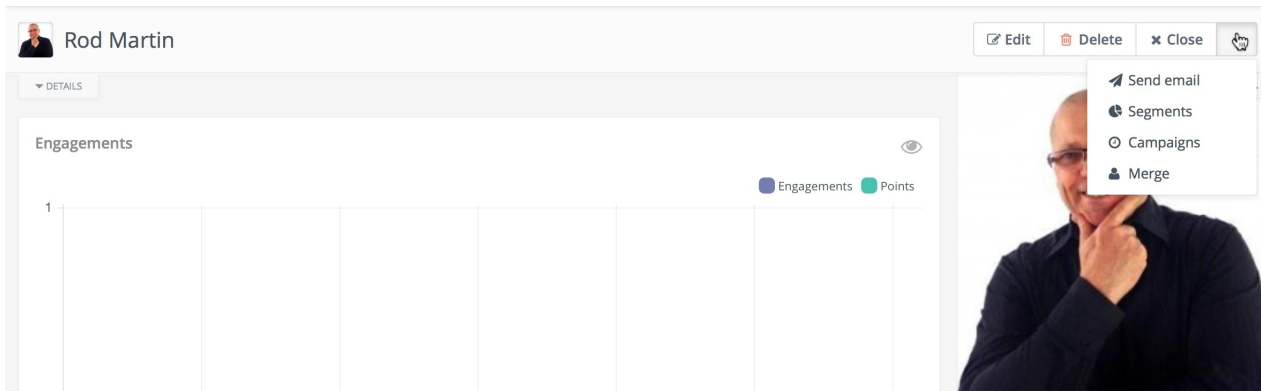 Rod Martin
Edit
Delete
Close
Send email
Segments
Campaigns
Merge
DETAILS
Engagements
Engagements
Points
1